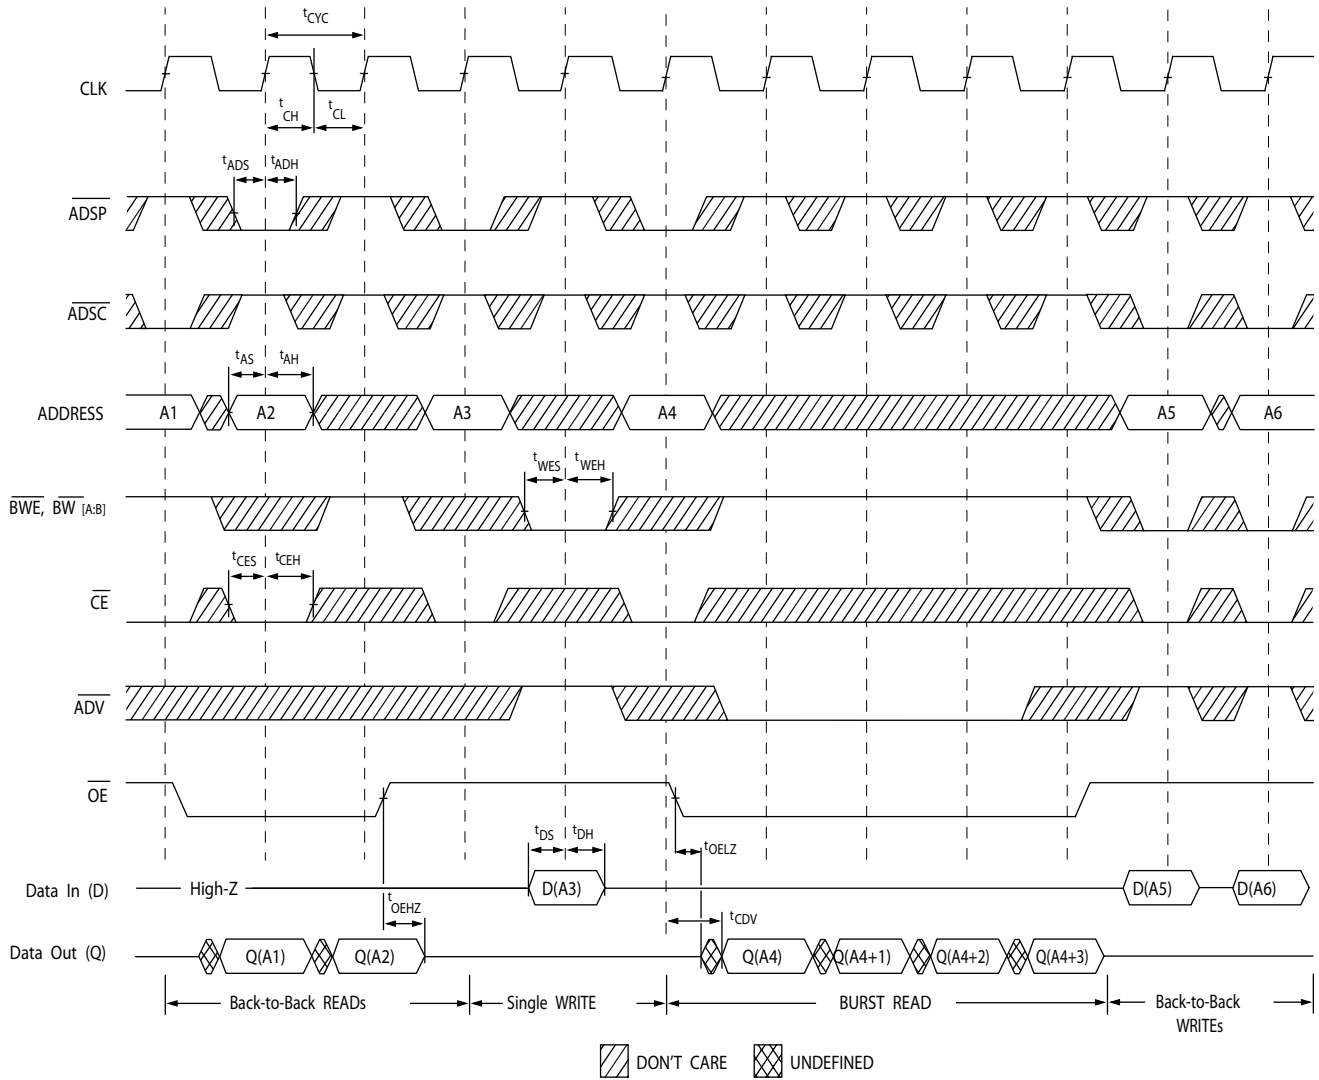 tCYC
CLK
tCH
tCL
tADS
tADH
ADSP
ADSC
tAS
tAH
ADDRESS
A1
A2
A3
A4
A5
A6
tWES
tWEH
BWE, BW [A:B]
tCES
tCEH
CE
ADV
OE
tDS
tDH
tOELZ
Data In (D)
High-Z
D(A3)
D(A5)
D(A6)
tOEHZ
tCDV
Data Out (Q)
Q(A1)
Q(A2)
Q(A4)
Q(A4+1)
Q(A4+2)
Q(A4+3)
Back-to-Back READs
Single WRITE
BURST READ
Back-to-Back
WRITEs
DON'T CARE
UNDEFINED